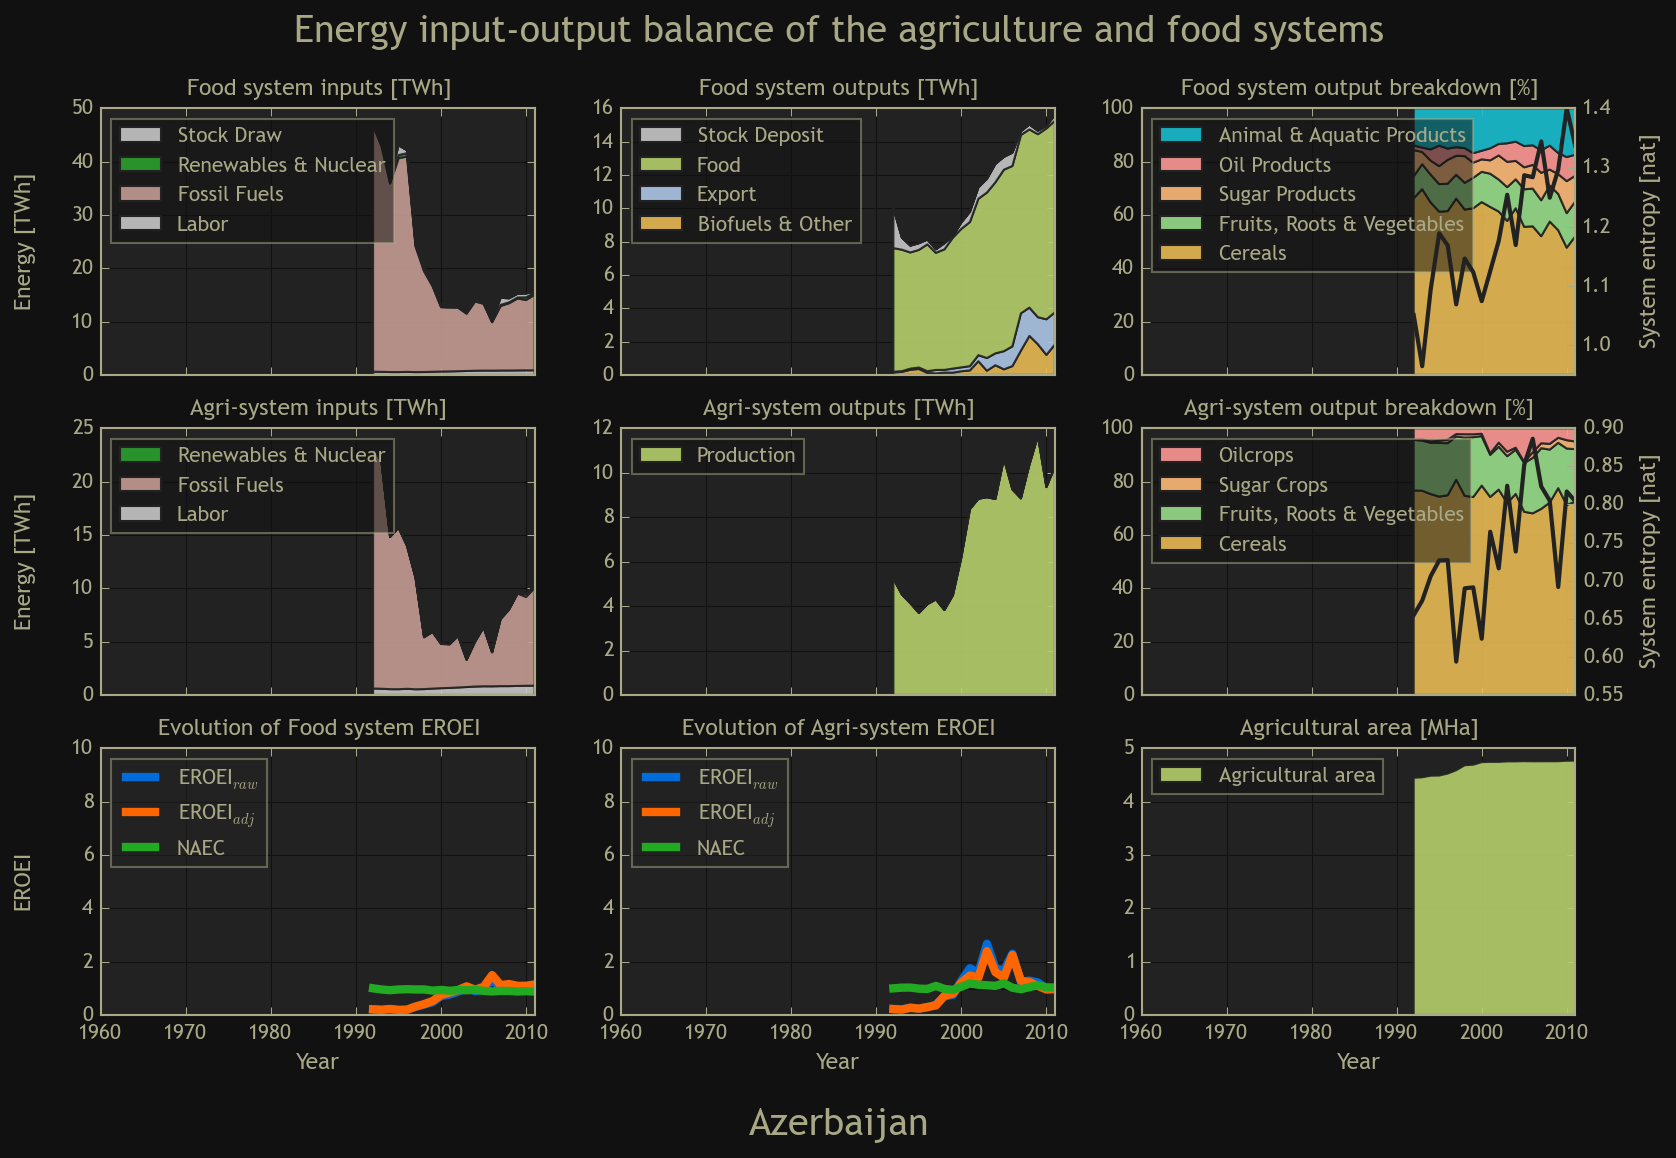 Energy input-output balance of the agriculture and food systems
Food system inputs [TWh]
Energy [TWh]
50
40
30
20
10
0
Stock Draw
Renewables & Nuclear
Fossil Fuels
Labor
Food system outputs [TWh]
16
14
12
10
8
6
4
2
0
Stock Deposit
Food
Export
Biofuels & Other
Food system output breakdown [%]
100
80
60
40
20
0
Animal & Aquatic Products
Oil Products
Sugar Products
Fruits, Roots & Vegetables
Cereals
1.4
1.3
1.2
1.1
1.0
System entropy [nat]
Agri-system inputs [TWh]
Energy [TWh]
25
20
15
10
5
0
Renewables & Nuclear
Fossil Fuels
Labor
Agri-system outputs [TWh]
12
10
8
6
4
2
0
Production
Agri-system output breakdown [%]
100
80
60
40
20
0
Oilcrops
Sugar Crops
Fruits, Roots & Vegetables
Cereals
0.90
0.85
0.80
0.75
0.70
0.65
0.60
0.55
System entropy [nat]
Evolution of Food system EROEI
EROEI
10
8
6
4
2
0
EROEI raw
EROEI adj
NAEC
1960 1970 1980 1990 2000 2010
Year
Evolution of Agri-system EROEI
10
8
6
4
2
0
EROEI raw
EROEI adj
NAEC
1960 1970 1980 1990 2000 2010
Year
Agricultural area [MHa]
5
4
3
2
1
0
Agricultural area
1960 1970 1980 1990 2000 2010
Year
Azerbaijan